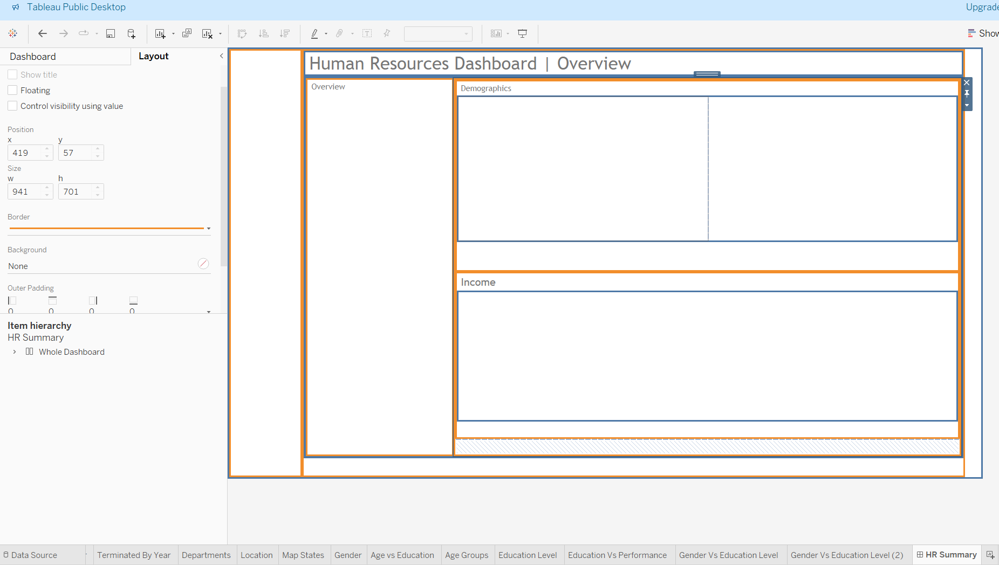 Tableau Public Desktop
Upgrade
Show
Dashboard
Layout
Show title
Floating
Control visibility using value
Position
x y
419 57
Size
w h
941 701
Border
Background
None
Outer Padding
0 0 0 0
Item hierarchy
HR Summary
Whole Dashboard
Human Resources Dashboard | Overview
Overview
Demographics
Income
Data Source Terminated By Year Departments Location Map States Gender Age vs Education Age Groups Education Level Education Vs Performance Gender Vs Education Level Gender Vs Education Level (2) HR Summary